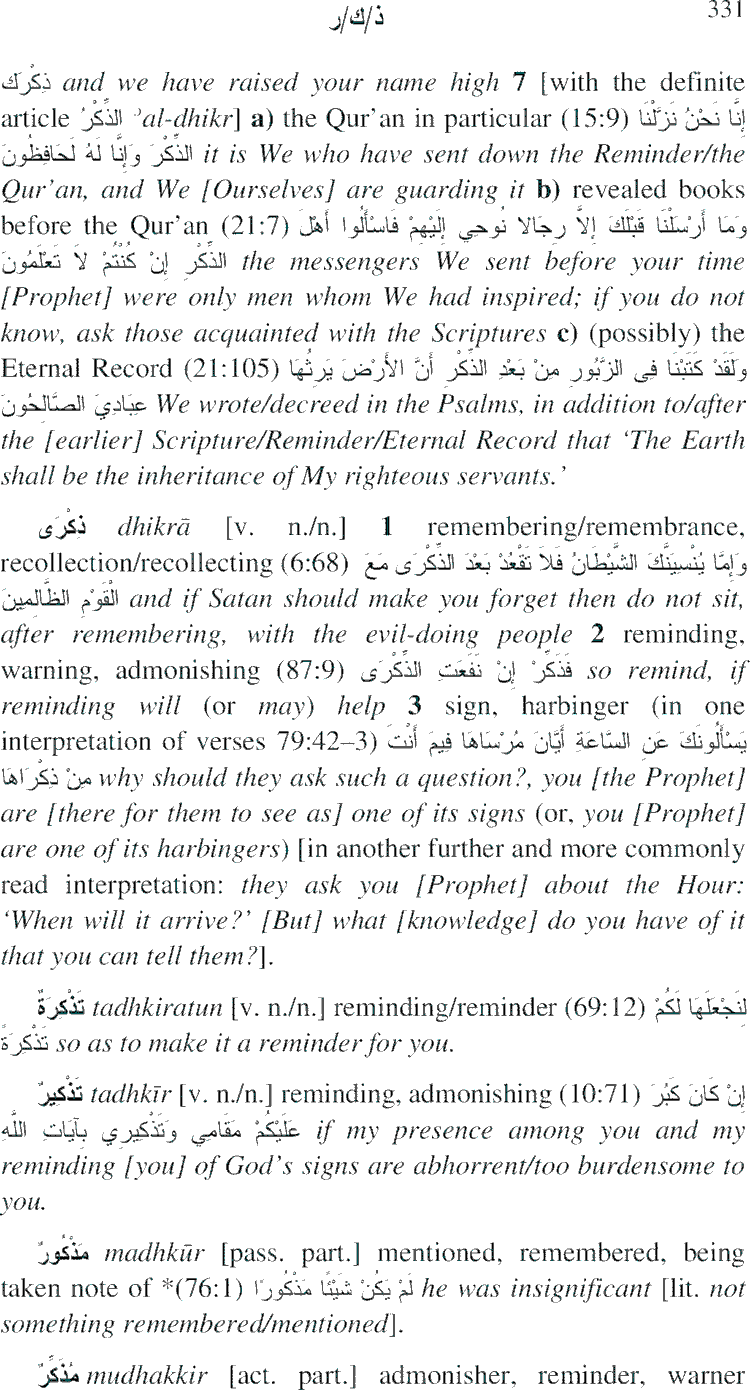 ذ/ك/ر 331
ذِكْرَك and we have raised your name high 7 [with the definite
article الذِّكْرُ ʾal-dhikr] a) the Qur'an in particular (15:9) إِنَّا نَحْنُ نَزَّلْنَا
الذِّكْرَ وَإِنَّا لَهُ لَحَافِظُونَ it is We who have sent down the Reminder/the
Qur'an, and We [Ourselves] are guarding it b) revealed books
before the Qur'an (21:7) وَمَا أَرْسَلْنَا قَبْلَكَ إِلاَّ رِجَالا نُوحِي إِلَيْهِمْ فَاسْأَلُوا أَهْلَ
الذِّكْرِ إِنْ كُنْتُمْ لاَ تَعْلَمُونَ the messengers We sent before your time
[Prophet] were only men whom We had inspired; if you do not
know, ask those acquainted with the Scriptures c) (possibly) the
Eternal Record (21:105) وَلَقَدْ كَتَبْنَا فِى الزَّبُورِ مِنْ بَعْدِ الذِّكْرِ أَنَّ الأَرْضَ يَرِثُهَا
عِبَادِيَ الصَّالِحُونَ We wrote/decreed in the Psalms, in addition to/after
the [earlier] Scripture/Reminder/Eternal Record that ‘The Earth
shall be the inheritance of My righteous servants.’
ذِكْرَى dhikrā [v. n./n.] 1 remembering/remembrance,
recollection/recollecting (6:68) وَإِمَّا يُنْسِيَنَّكَ الشَّيْطَانُ فَلاَ تَقْعُدْ بَعْدَ الذِّكْرَى مَعَ
الْقَوْمِ الظَّالِمِينَ and if Satan should make you forget then do not sit,
after remembering, with the evil-doing people 2 reminding,
warning, admonishing (87:9) فَذَكِّرْ إِنْ نَفَعَتِ الذِّكْرَى so remind, if
reminding will (or may) help 3 sign, harbinger (in one
interpretation of verses 79:42–3) يَسْأَلُونَكَ عَنِ السَّاعَةِ أَيَّانَ مُرْسَاهَا فِيمَ أَنْتَ
مِنْ ذِكْرَاهَا why should they ask such a question?, you [the Prophet]
are [there for them to see as] one of its signs (or, you [Prophet]
are one of its harbingers) [in another further and more commonly
read interpretation: they ask you [Prophet] about the Hour:
‘When will it arrive?’ [But] what [knowledge] do you have of it
that you can tell them?].
تَذْكِرَةٌ tadhkiratun [v. n./n.] reminding/reminder (69:12) لِنَجْعَلَهَا لَكُمْ
تَذْكِرَةً so as to make it a reminder for you.
تَذْكِيرٌ tadhkīr [v. n./n.] reminding, admonishing (10:71) إِنْ كَانَ كَبُرَ
عَلَيْكُمْ مَقَامِي وَتَذْكِيرِي بِآيَاتِ اللَّهِ if my presence among you and my
reminding [you] of God's signs are abhorrent/too burdensome to
you.
مَذْكُورٌ madhkūr [pass. part.] mentioned, remembered, being
taken note of *(76:1) لَمْ يَكُنْ شَيْئًا مَذْكُورًا he was insignificant [lit. not
something remembered/mentioned].
مُذَكِّرٌ mudhakkir [act. part.] admonisher, reminder, warner